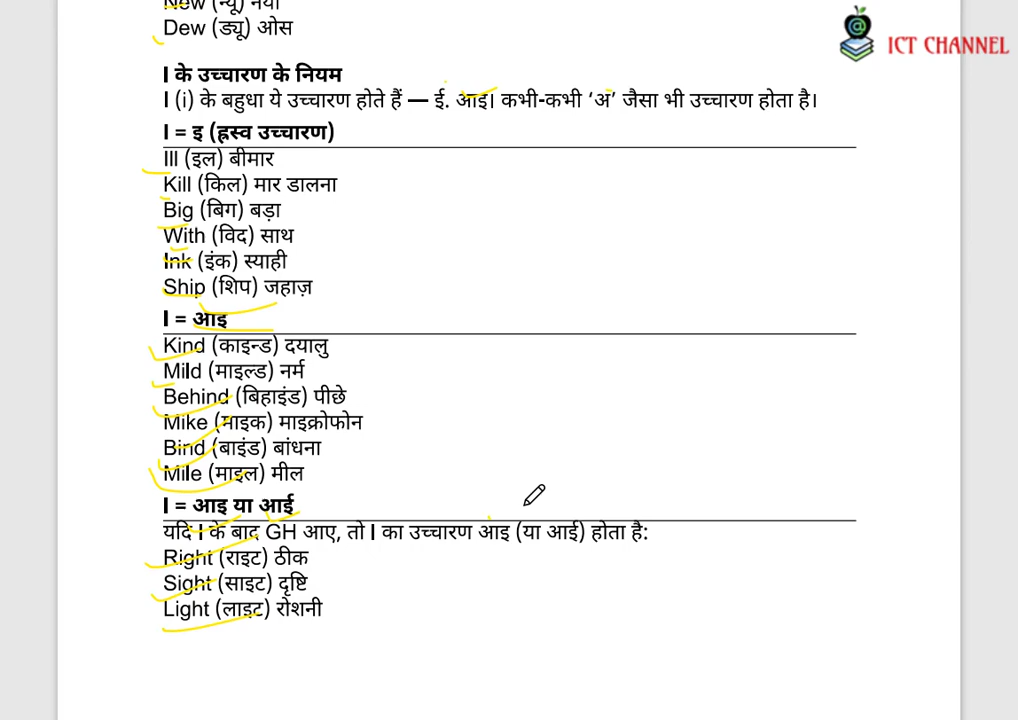 New (न्यू) नया
Dew (ड्यू) ओस
ICT CHANNEL
I के उच्चारण के नियम
I (i) के बहुधा ये उच्चारण होते हैं — ई. आइ। कभी-कभी ‘अ’ जैसा भी उच्चारण होता है।
I = इ (ह्रस्व उच्चारण)
Ill (इल) बीमार
Kill (किल) मार डालना
Big (बिग) बड़ा
With (विद) साथ
Ink (इंक) स्याही
Ship (शिप) जहाज़
I = आइ
Kind (काइन्ड) दयालु
Mild (माइल्ड) नर्म
Behind (बिहाइंड) पीछे
Mike (माइक) माइक्रोफोन
Bind (बाइंड) बांधना
Mile (माइल) मील
I = आइ या आई
यदि I के बाद GH आए, तो I का उच्चारण आइ (या आई) होता है:
Right (राइट) ठीक
Sight (साइट) दृष्टि
Light (लाइट) रोशनी